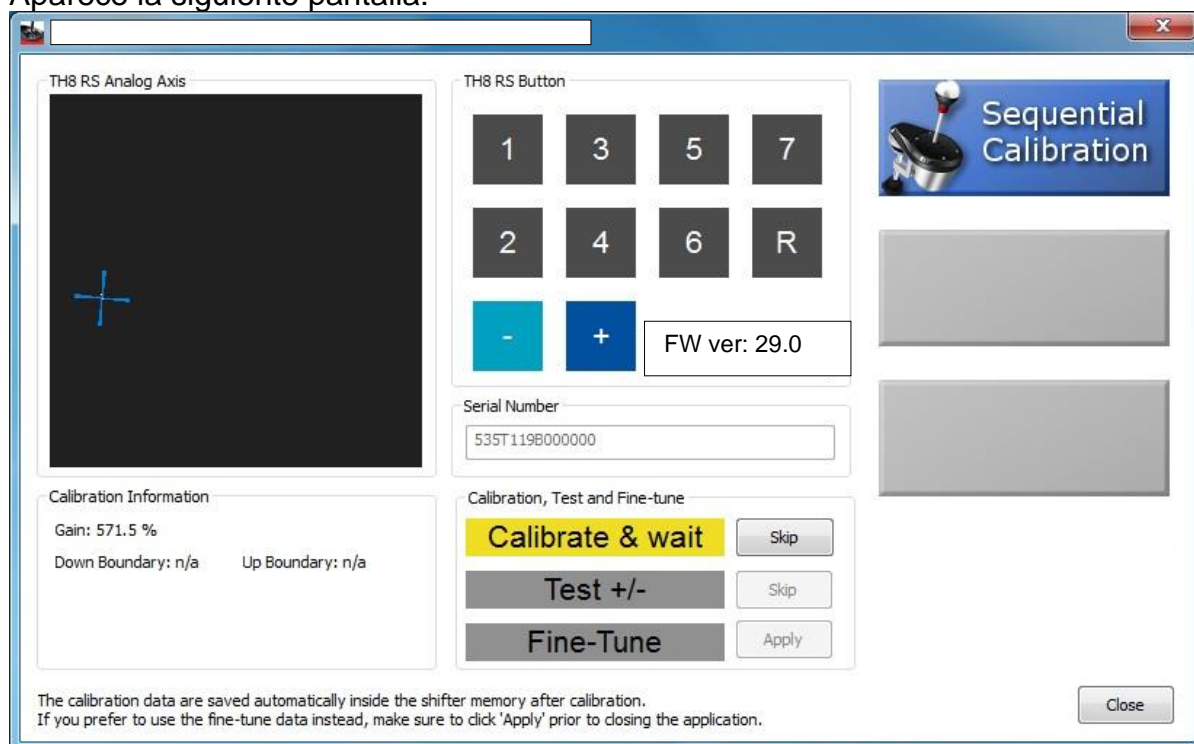 Aparece la siguiente pantalla:
x
TH8 RS Analog Axis
TH8 RS Button
1 3 5 7
2 4 6 R
- +
FW ver: 29.0
Sequential
Calibration
Serial Number
535T119B000000
Calibration Information
Gain: 571.5 %
Down Boundary: n/a Up Boundary: n/a
Calibration, Test and Fine-tune
Calibrate & wait Skip
Test +/- Skip
Fine-Tune Apply
The calibration data are saved automatically inside the shifter memory after calibration.
If you prefer to use the fine-tune data instead, make sure to click 'Apply' prior to closing the application.
Close